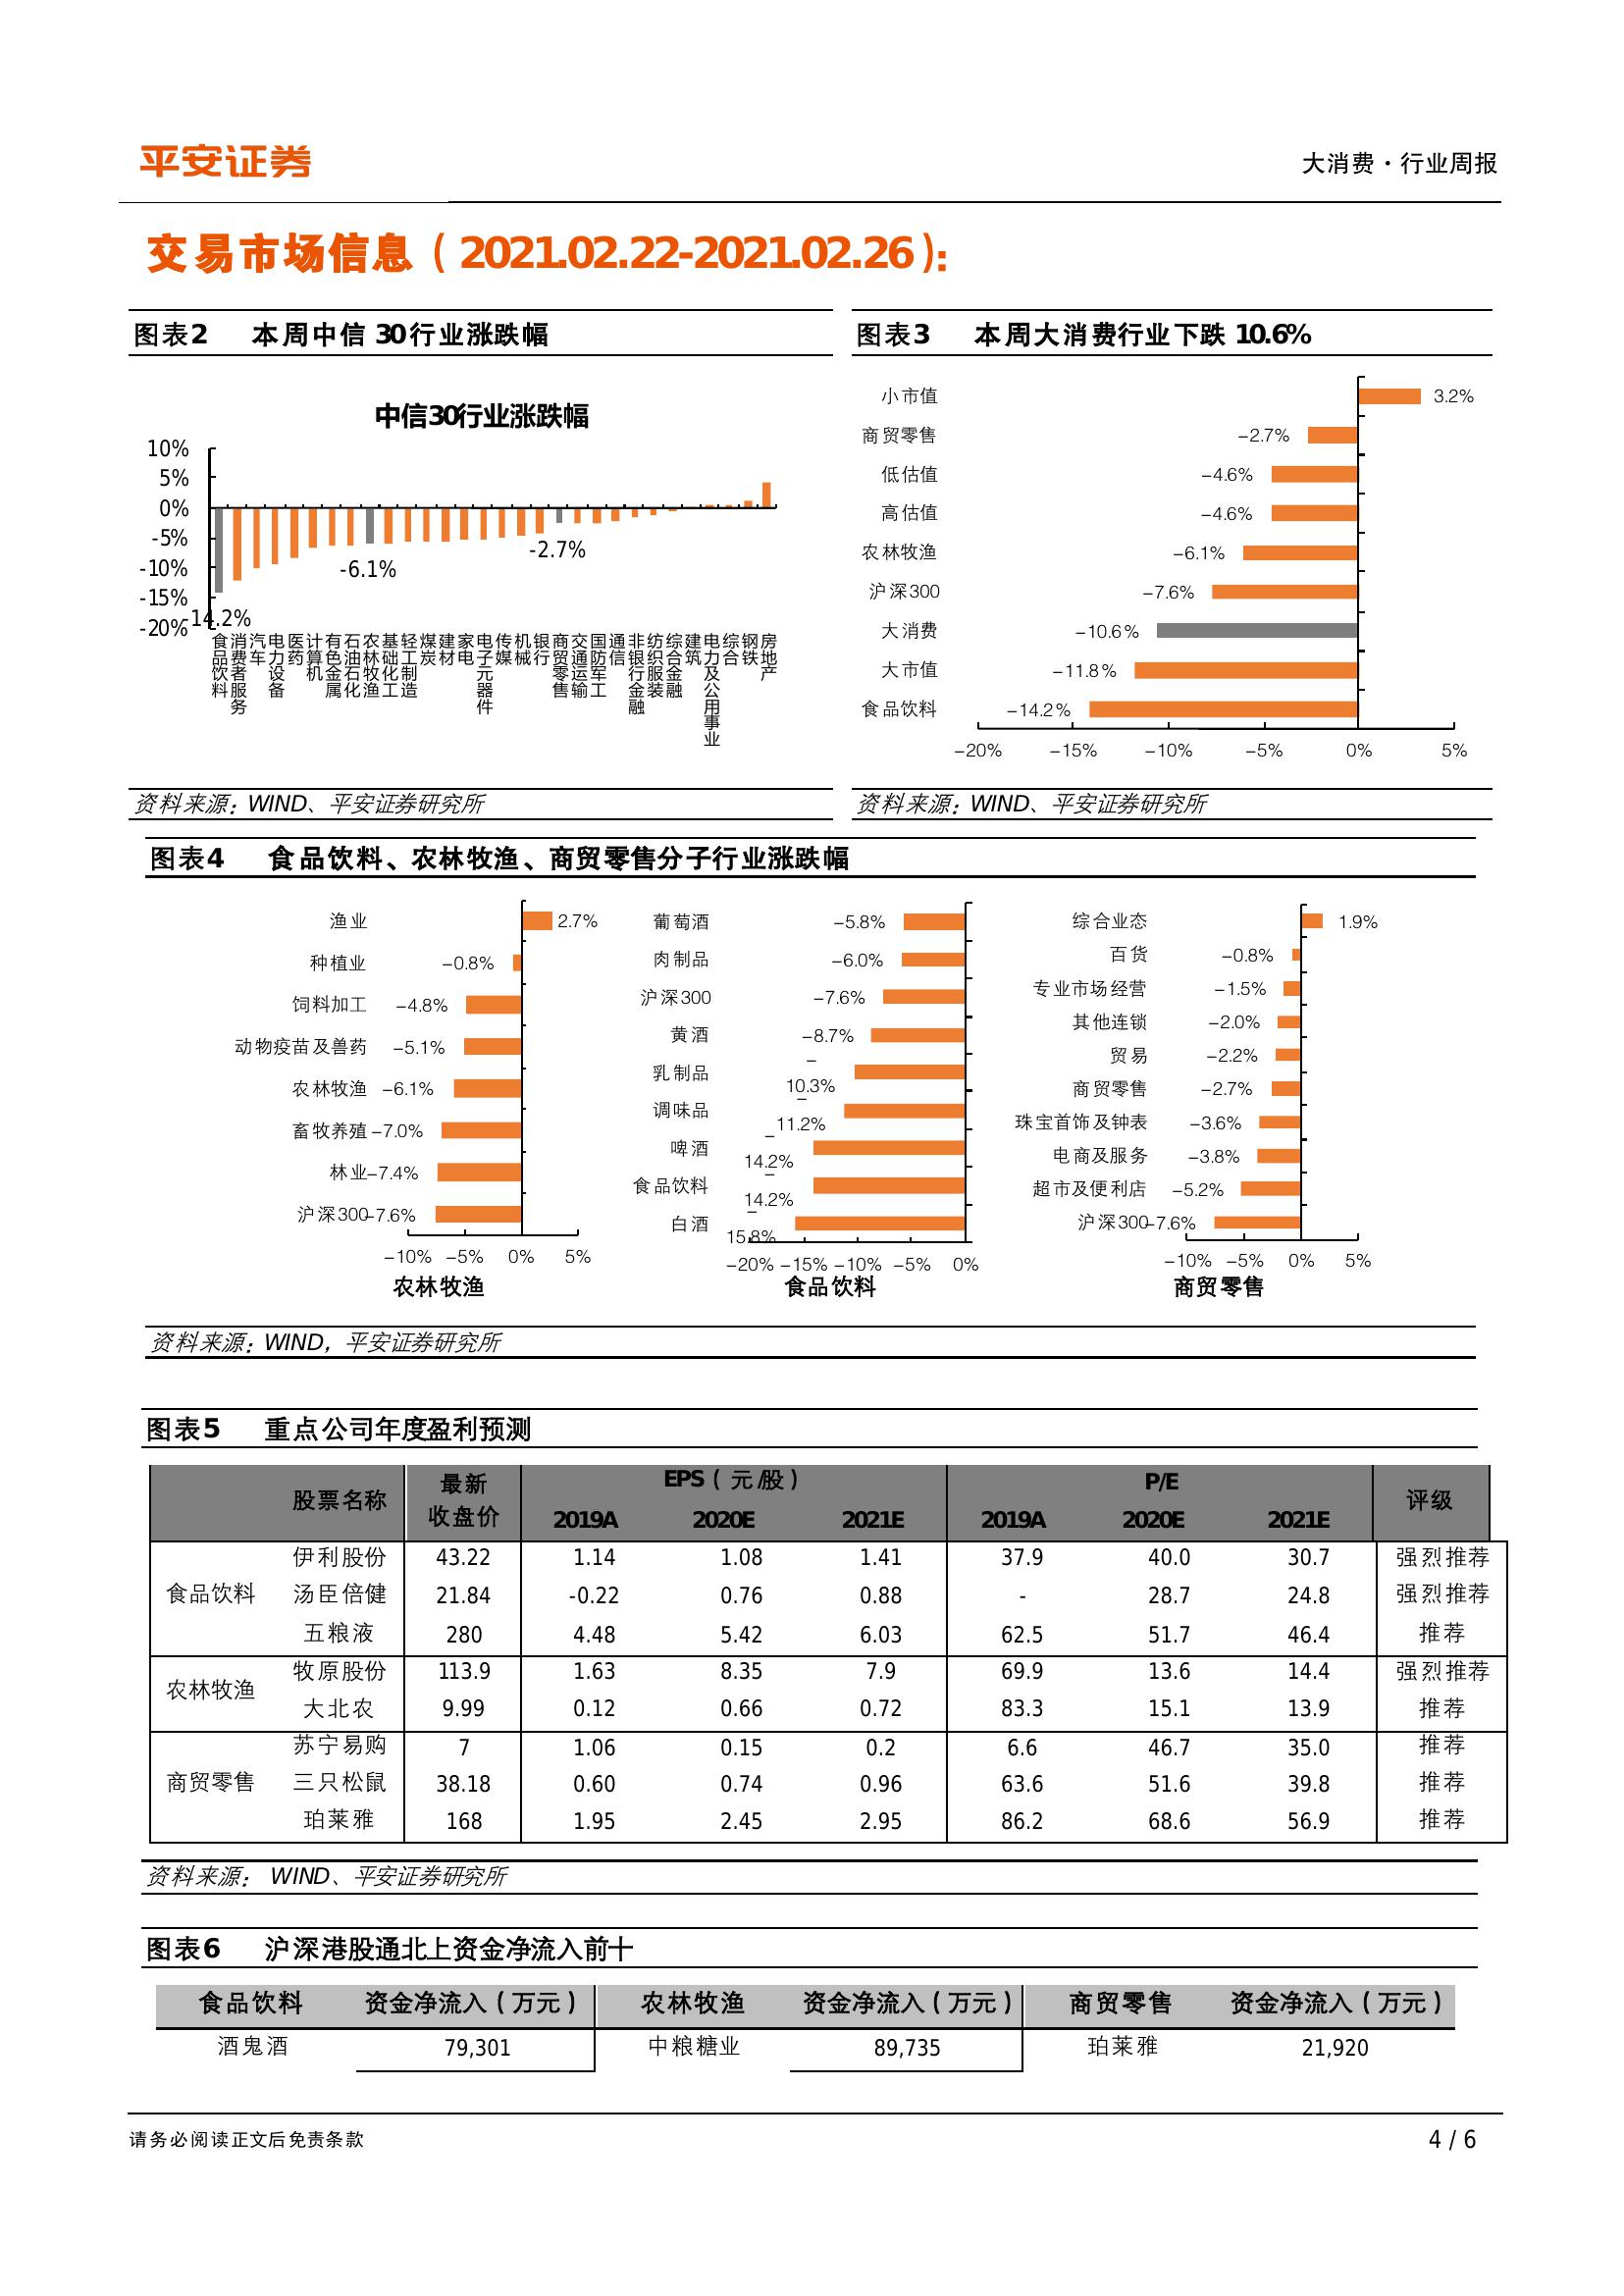 平安证券
大消费・行业周报
交易市场信息（2021.02.22-2021.02.26）：
图表2 本周中信 30 行业涨跌幅
中信30行业涨跌幅
10%
5%
0%
-5%
-10%
-15%
-20%
14.2%
-6.1%
-2.7%
食品饮料
消费者服务
汽车
电力设备
医药
计算机
有色金属
石油石化
农林牧渔
基础化工
轻工制造
煤炭
建材
家电
电子元器件
传媒
机械
银行
商贸零售
交通运输
国防军工
通信
非银行金融
纺织服装
综合金融
建筑
电力及公用事业
综合
钢铁
房地产
资料来源：WIND、平安证券研究所
图表3 本周大消费行业下跌 10.6%
小市值 3.2%
商贸零售 -2.7%
低估值 -4.6%
高估值 -4.6%
农林牧渔 -6.1%
沪深300 -7.6%
大消费 -10.6%
大市值 -11.8%
食品饮料 -14.2%
-20% -15% -10% -5% 0% 5%
资料来源：WIND、平安证券研究所
图表4 食品饮料、农林牧渔、商贸零售分子行业涨跌幅
渔业 2.7%
种植业 -0.8%
饲料加工 -4.8%
动物疫苗及兽药 -5.1%
农林牧渔 -6.1%
畜牧养殖 -7.0%
林业 -7.4%
沪深300 -7.6%
-10% -5% 0% 5%
农林牧渔
葡萄酒 -5.8%
肉制品 -6.0%
沪深300 -7.6%
黄酒 -8.7%
乳制品 -10.3%
调味品 -11.2%
啤酒 -14.2%
食品饮料 -14.2%
白酒 -15.8%
-20% -15% -10% -5% 0%
食品饮料
综合业态 1.9%
百货 -0.8%
专业市场经营 -1.5%
其他连锁 -2.0%
贸易 -2.2%
商贸零售 -2.7%
珠宝首饰及钟表 -3.6%
电商及服务 -3.8%
超市及便利店 -5.2%
沪深300 -7.6%
-10% -5% 0% 5%
商贸零售
资料来源：WIND，平安证券研究所
图表5 重点公司年度盈利预测
股票名称 最新收盘价 EPS（元/股） P/E 评级
2019A 2020E 2021E 2019A 2020E 2021E
食品饮料
伊利股份 43.22 1.14 1.08 1.41 37.9 40.0 30.7 强烈推荐
汤臣倍健 21.84 -0.22 0.76 0.88 - 28.7 24.8 强烈推荐
五粮液 280 4.48 5.42 6.03 62.5 51.7 46.4 推荐
农林牧渔
牧原股份 113.9 1.63 8.35 7.9 69.9 13.6 14.4 强烈推荐
大北农 9.99 0.12 0.66 0.72 83.3 15.1 13.9 推荐
商贸零售
苏宁易购 7 1.06 0.15 0.2 6.6 46.7 35.0 推荐
三只松鼠 38.18 0.60 0.74 0.96 63.6 51.6 39.8 推荐
珀莱雅 168 1.95 2.45 2.95 86.2 68.6 56.9 推荐
资料来源： WIND、平安证券研究所
图表6 沪深港股通北上资金净流入前十
食品饮料 资金净流入（万元） 农林牧渔 资金净流入（万元） 商贸零售 资金净流入（万元）
酒鬼酒 79,301 中粮糖业 89,735 珀莱雅 21,920
请务必阅读正文后免责条款
4 / 6